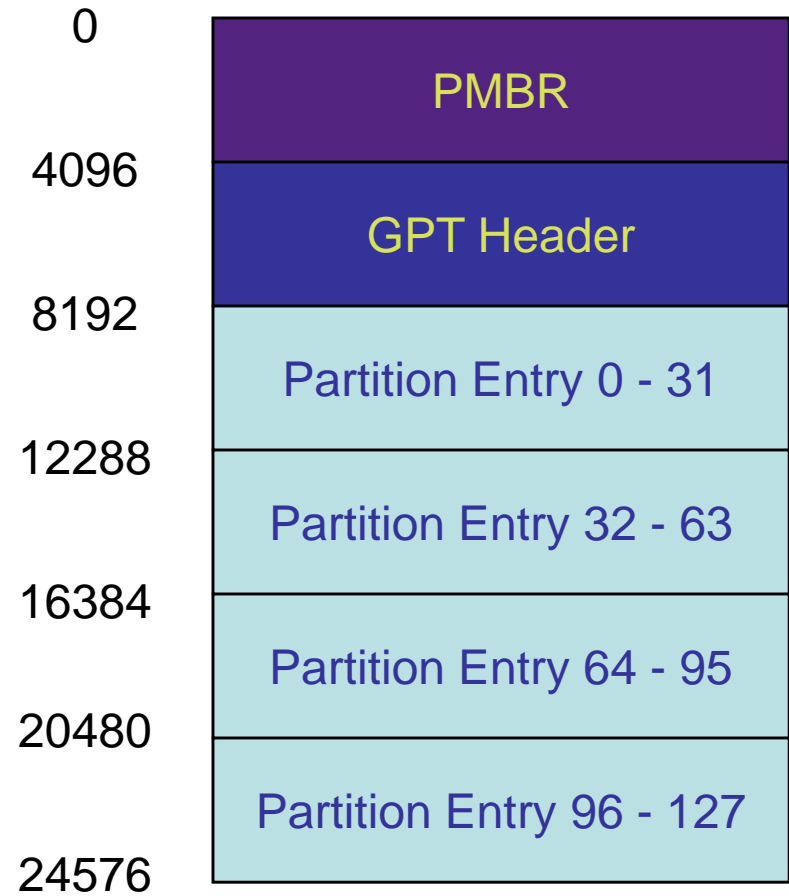 0
PMBR
4096
GPT Header
8192
Partition Entry 0 - 31
12288
Partition Entry 32 - 63
16384
Partition Entry 64 - 95
20480
Partition Entry 96 - 127
24576